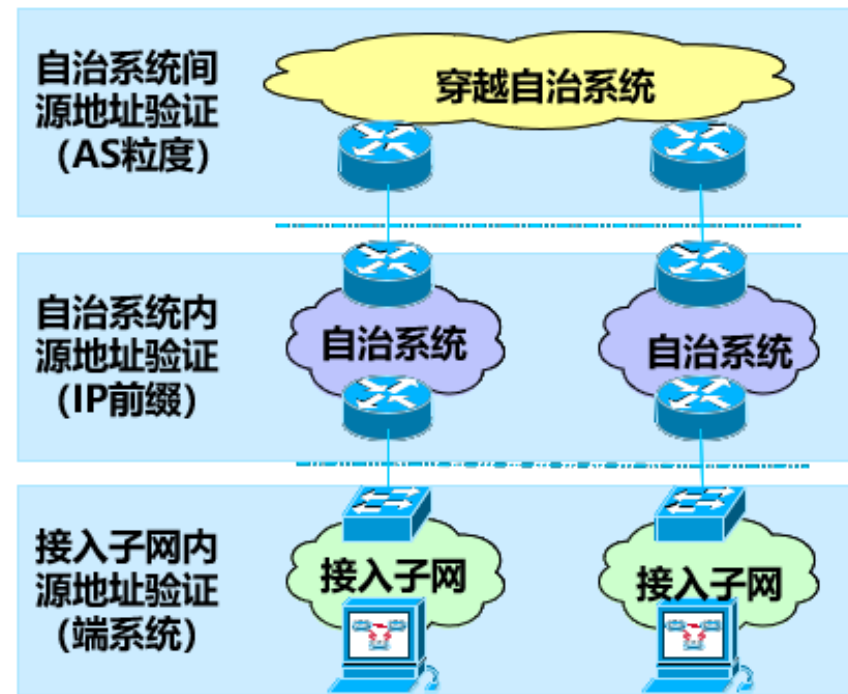 自治系统间
源地址验证
（AS粒度）
穿越自治系统
自治系统内
源地址验证
（IP前缀）
自治系统
自治系统
接入子网内
源地址验证
（端系统）
接入子网
接入子网